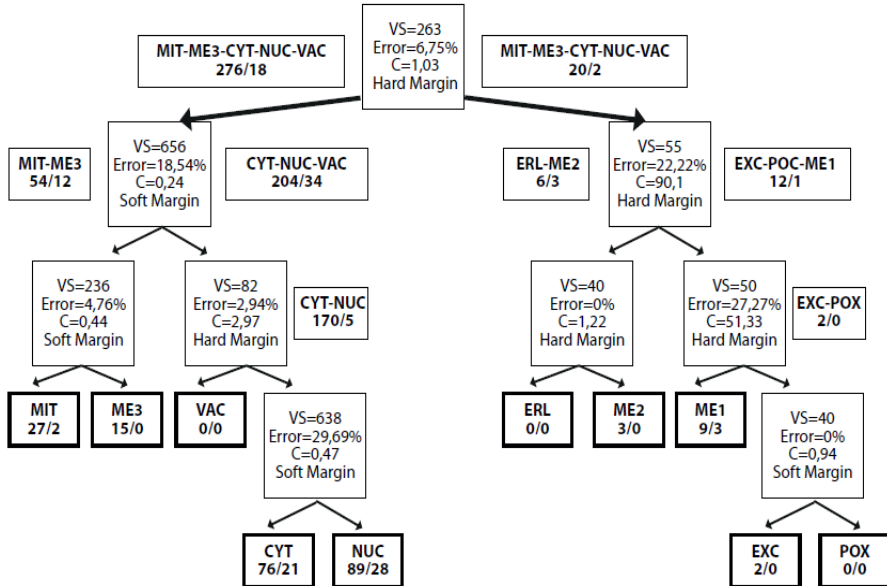 VS=263
Error=6,75%
C=1,03
Hard Margin
MIT-ME3-CYT-NUC-VAC
276/18
MIT-ME3-CYT-NUC-VAC
20/2
MIT-ME3
54/12
VS=656
Error=18,54%
C=0,24
Soft Margin
CYT-NUC-VAC
204/34
ERL-ME2
6/3
VS=55
Error=22,22%
C=90,1
Hard Margin
EXC-POC-ME1
12/1
VS=236
Error=4,76%
C=0,44
Soft Margin
VS=82
Error=2,94%
C=2,97
Hard Margin
CYT-NUC
170/5
VS=40
Error=0%
C=1,22
Hard Margin
VS=50
Error=27,27%
C=51,33
Hard Margin
EXC-POX
2/0
MIT
27/2
ME3
15/0
VAC
0/0
VS=638
Error=29,69%
C=0,47
Soft Margin
ERL
0/0
ME2
3/0
ME1
9/3
VS=40
Error=0%
C=0,94
Soft Margin
CYT
76/21
NUC
89/28
EXC
2/0
POX
0/0